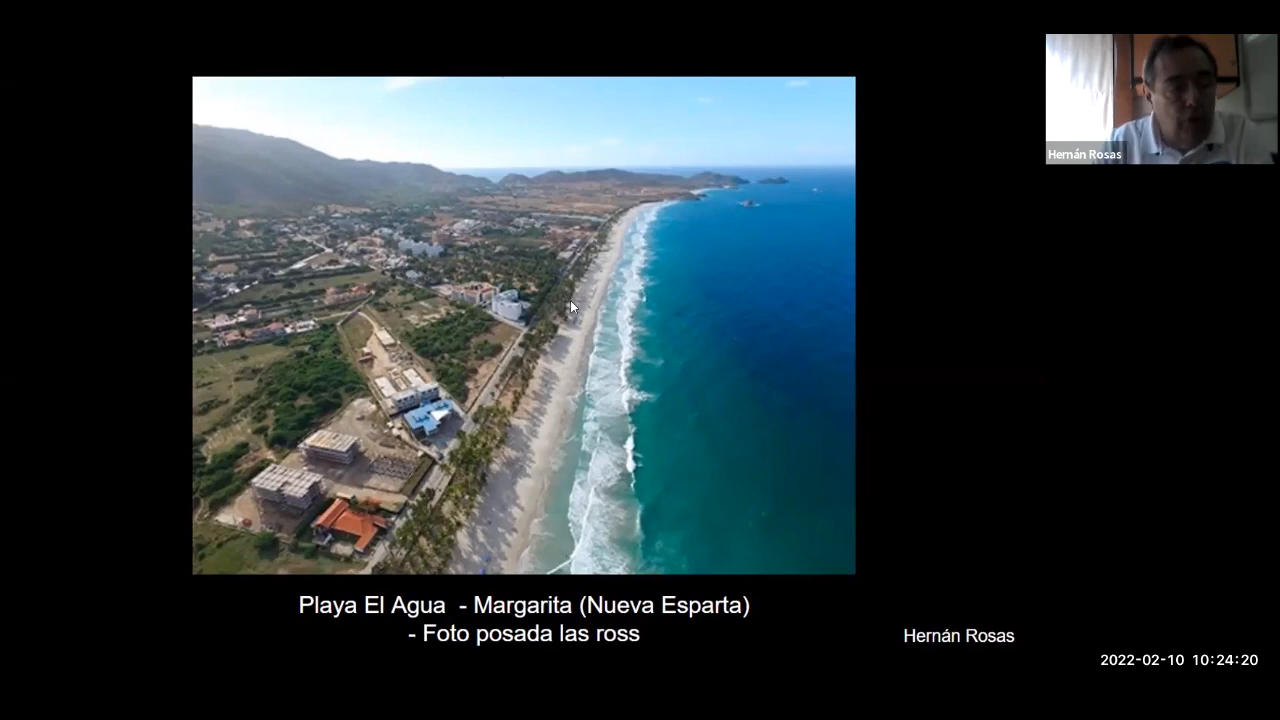 Hernán Rosas
Playa El Agua - Margarita (Nueva Esparta)
- Foto posada las ross
Hernán Rosas
2022-02-10 10:24:20